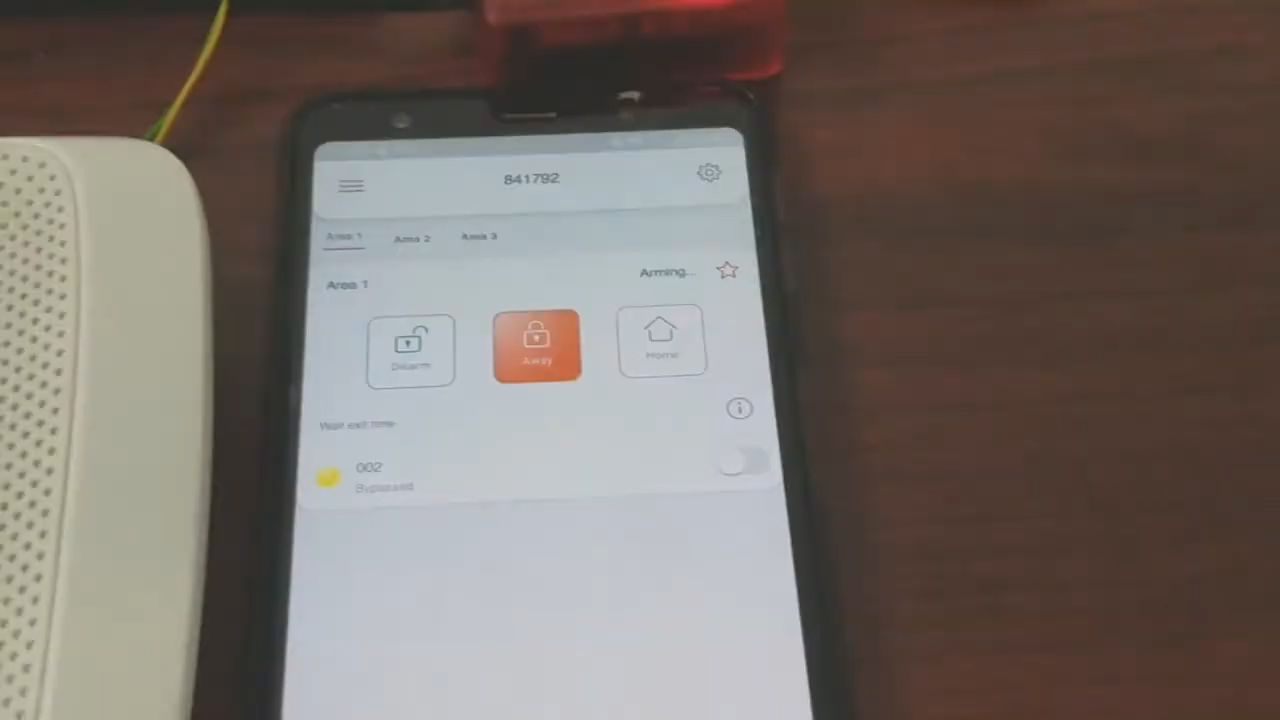 841792
Area 1 Area 2 Area 3
Area 1 Arming...
Disarm Away Home
Wait exit time
002
Bypassed